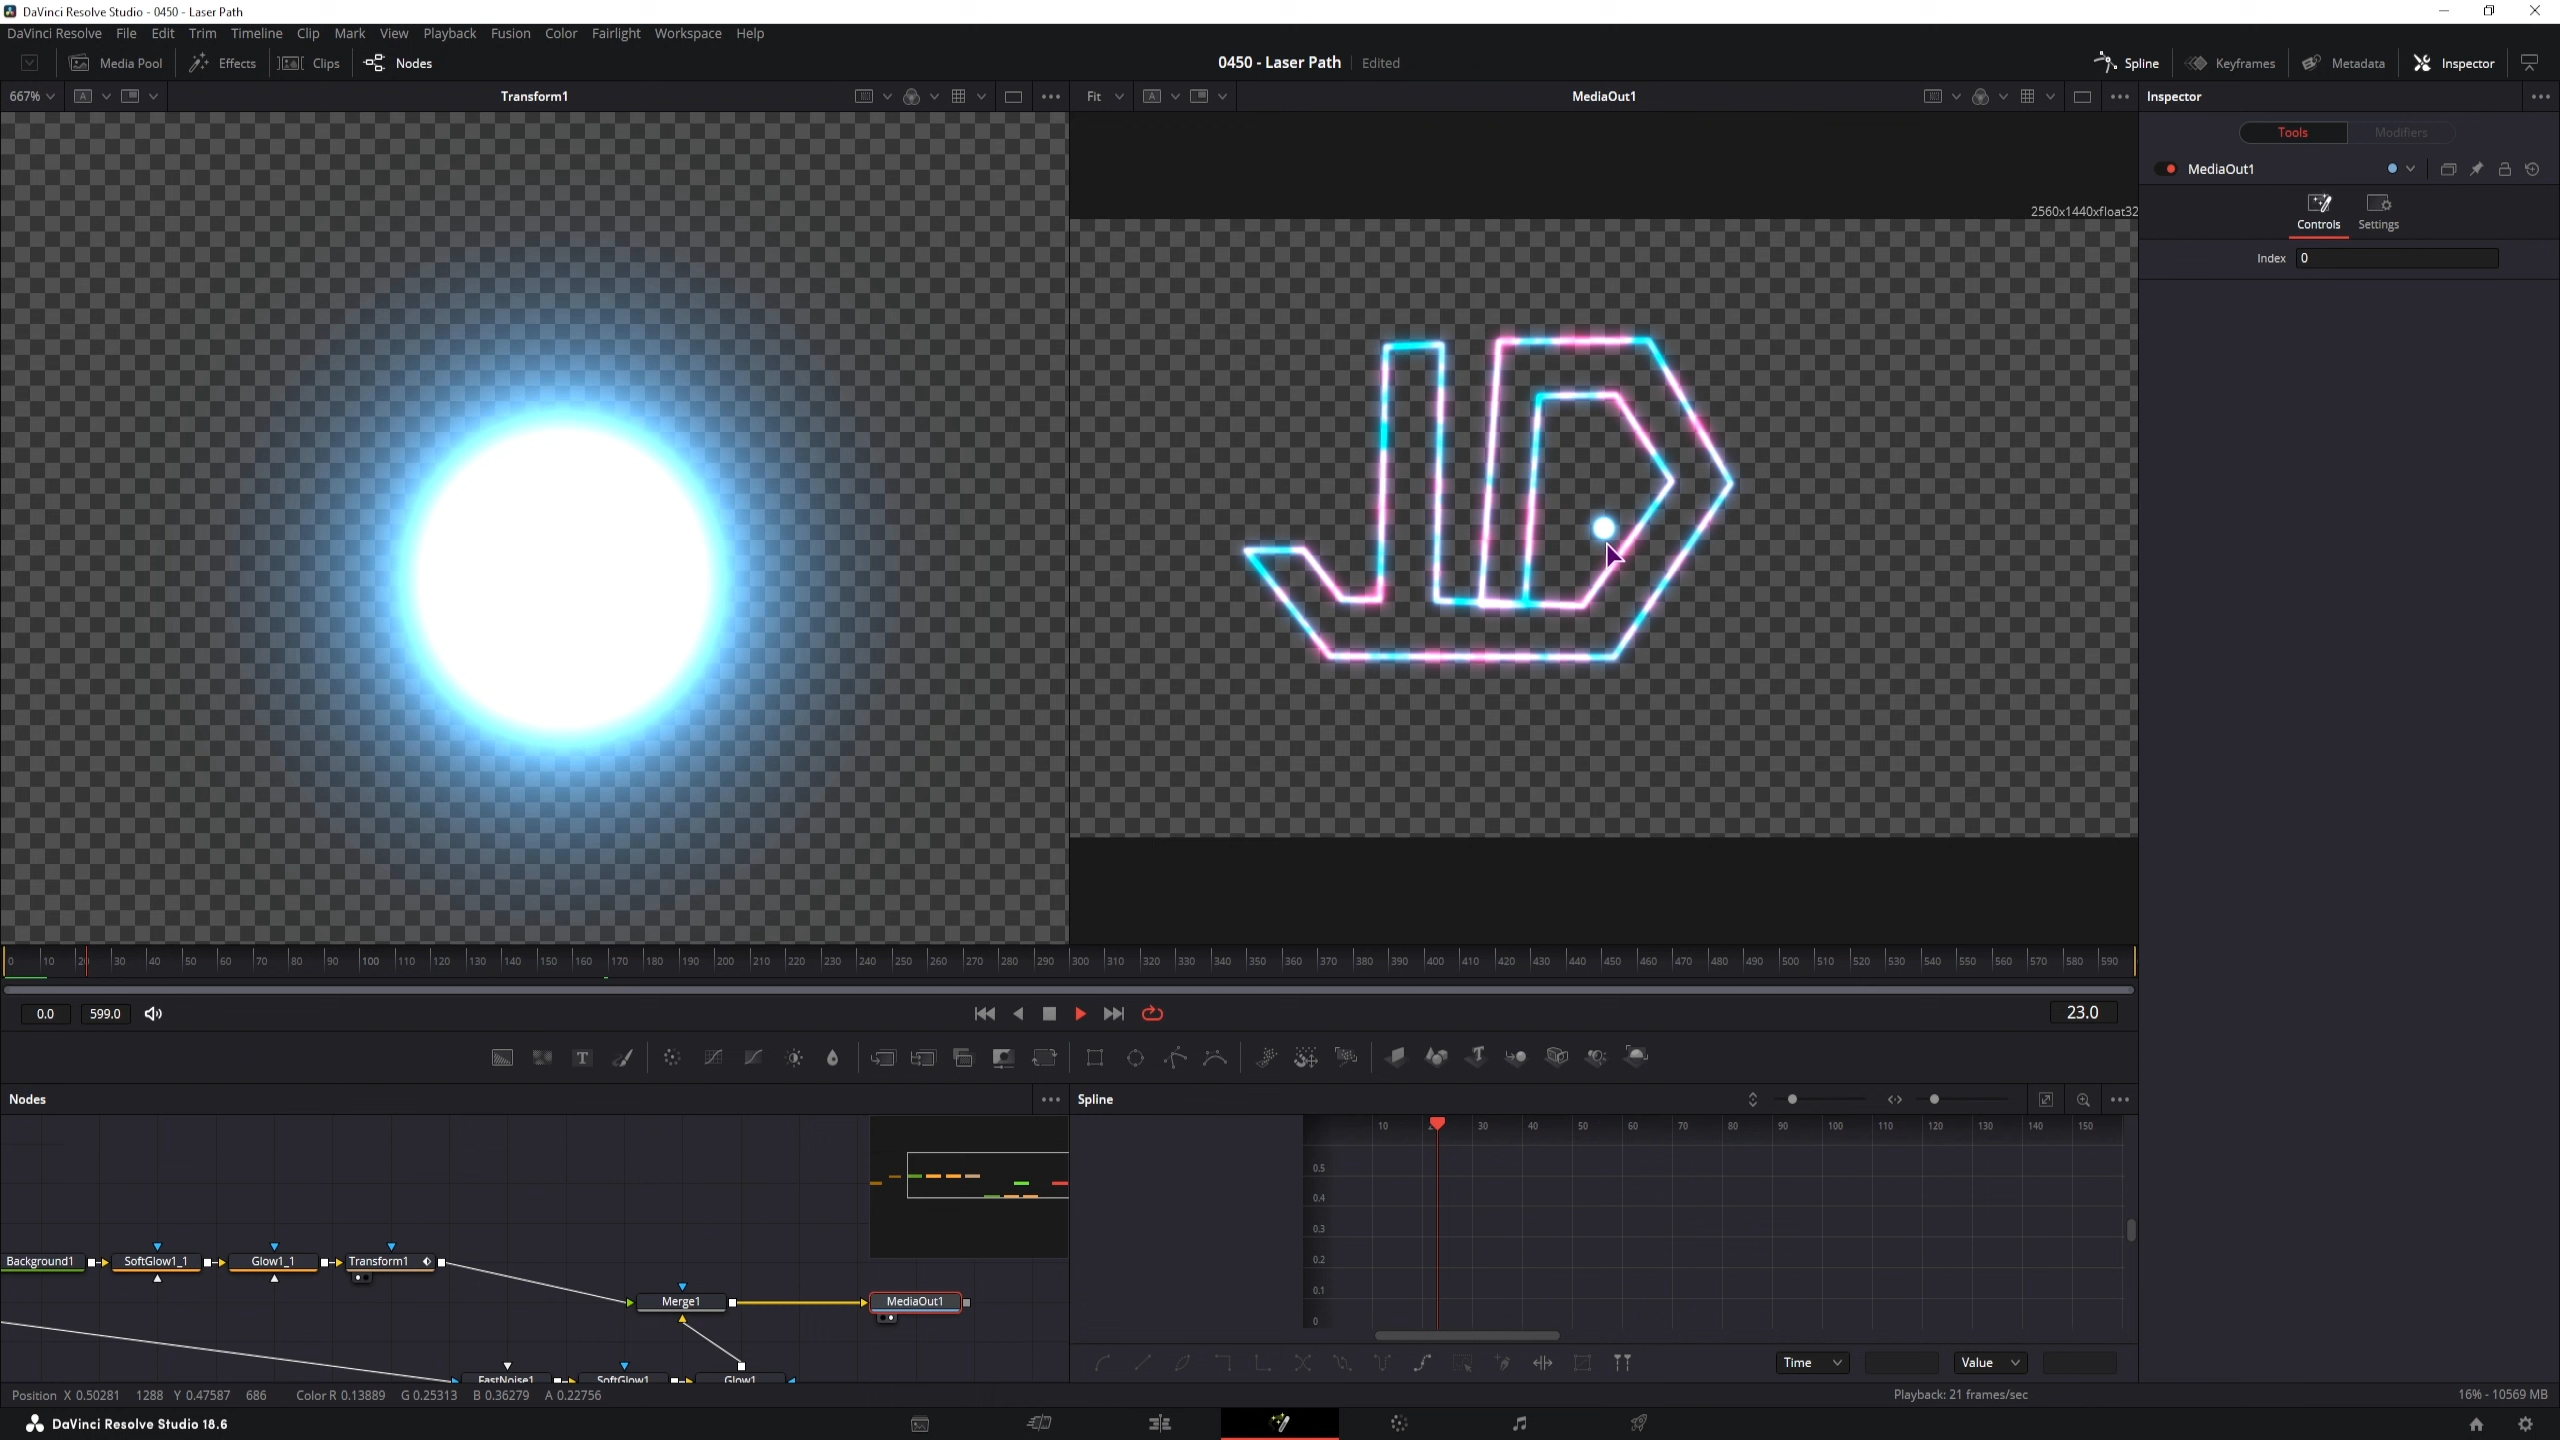 DaVinci Resolve Studio - 0450 - Laser Path
DaVinci Resolve File Edit Trim Timeline Clip Mark View Playback Fusion Color Fairlight Workspace Help
Media Pool Effects Clips Nodes 0450 - Laser Path Edited Spline Keyframes Metadata Inspector
667% A Transform1 Fit A MediaOut1 Inspector
Tools Modifiers
MediaOut1
2560x1440xfloat32
Controls Settings
Index 0
0 10 30 40 50 60 70 80 90 100 110 120 130 140 150 160 170 180 190 200 210 220 230 240 250 260 270 280 290 300 310 320 330 340 350 360 370 380 390 400 410 420 430 440 450 460 470 480 490 500 510 520 530 540 550 560 570 580 590
0.0 599.0 23.0
T
Nodes Spline
10 30 40 50 60 70 80 90 100 110 120 130 140 150
0.5
0.4
0.3
0.2
0.1
0
Background1 SoftGlow1_1 Glow1_1 Transform1
Merge1 MediaOut1
FastNoise1 SoftGlow1 Glow1
Time Value
Position X 0.50281 1288 Y 0.47587 686 Color R 0.13889 G 0.25313 B 0.36279 A 0.22756 Playback: 21 frames/sec 16% - 10569 MB
DaVinci Resolve Studio 18.6